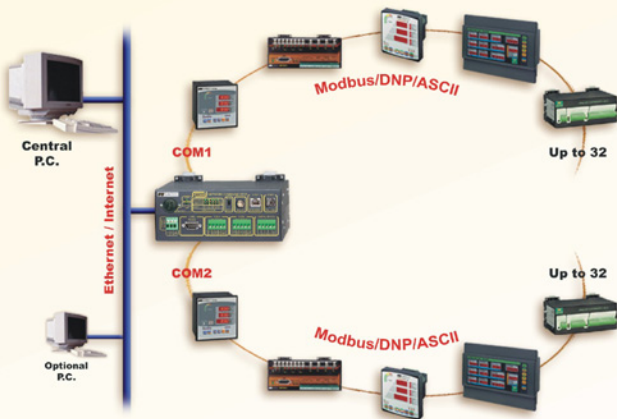 Modbus/DNP/ASCII
Central
P.C.
COM1
Up to 32
Ethernet / Internet
COM2
Up to 32
Optional
P.C.
Modbus/DNP/ASCII